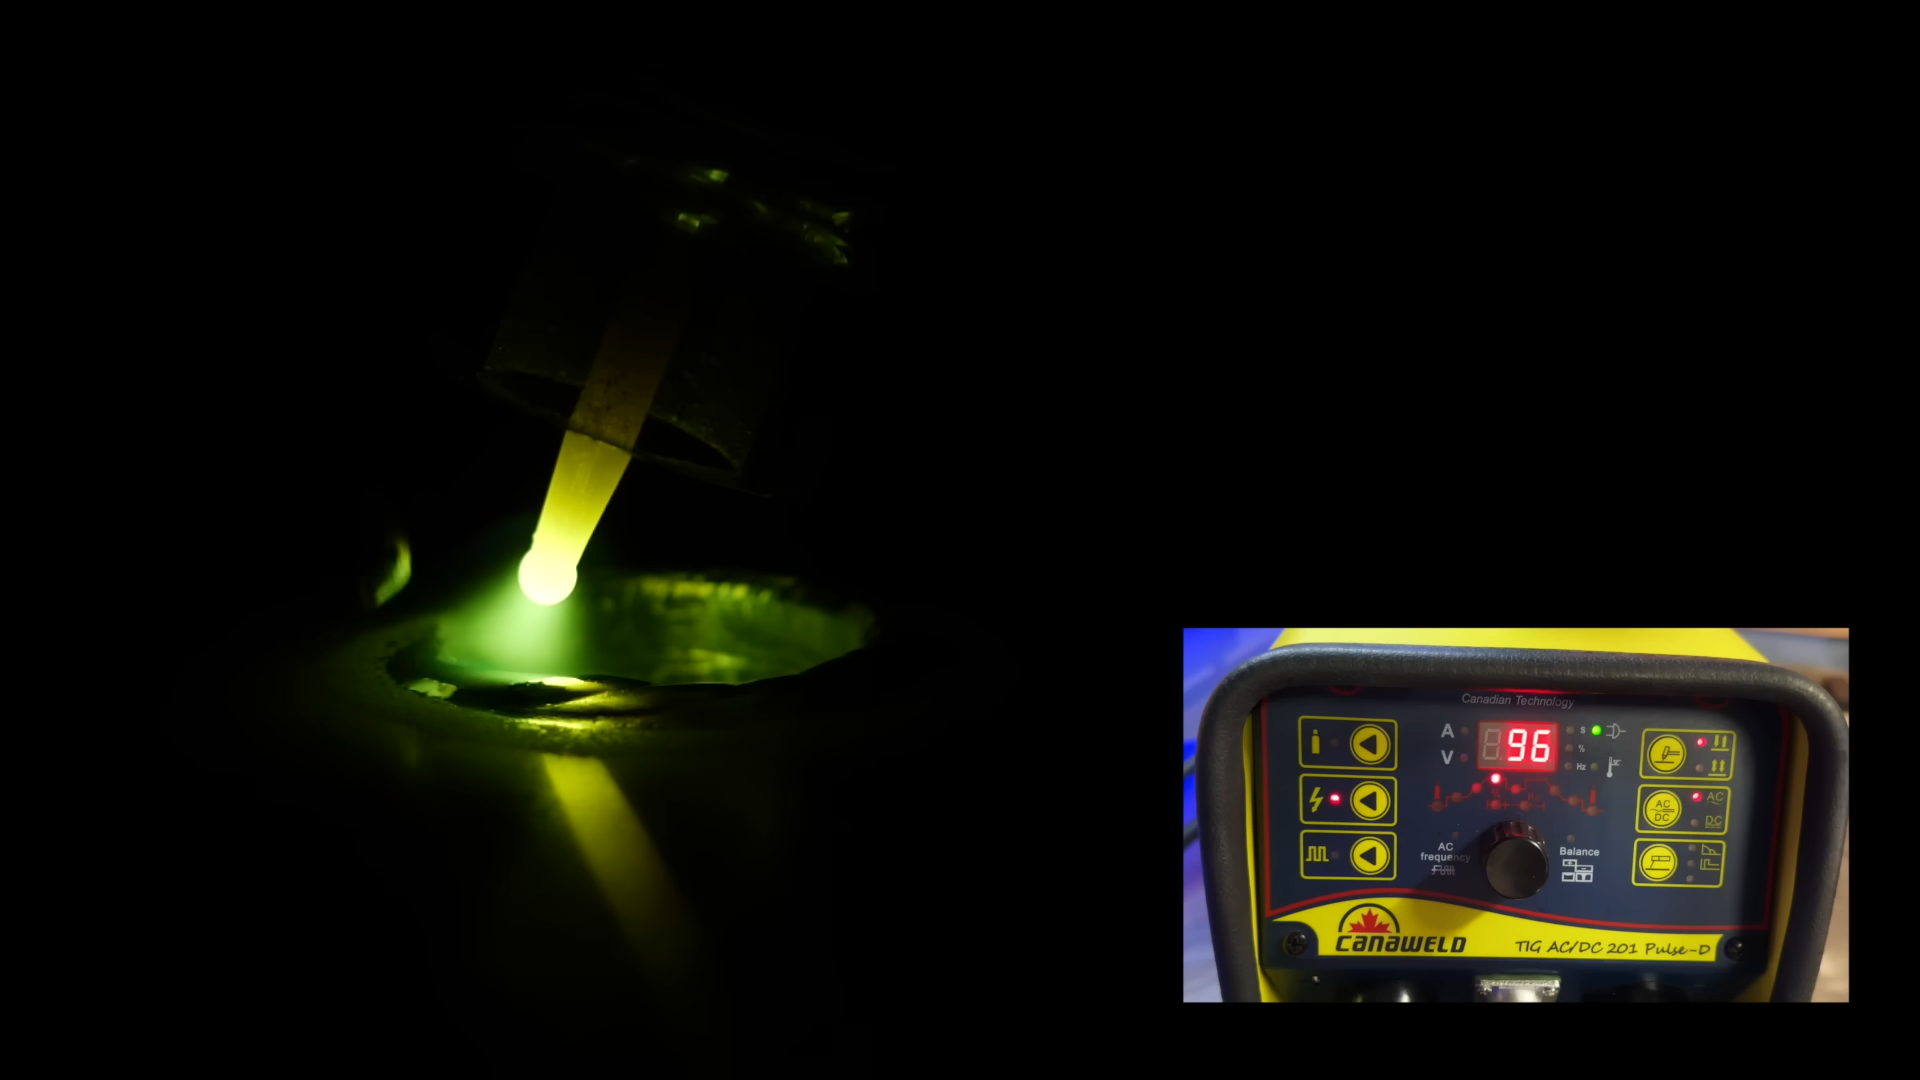 Canadian Technology
A
V
96
S
%
Hz
AC
DC
AC
DC
AC
frequency
Balance
CANAWELD
TIG AC/DC 201 Pulse-D